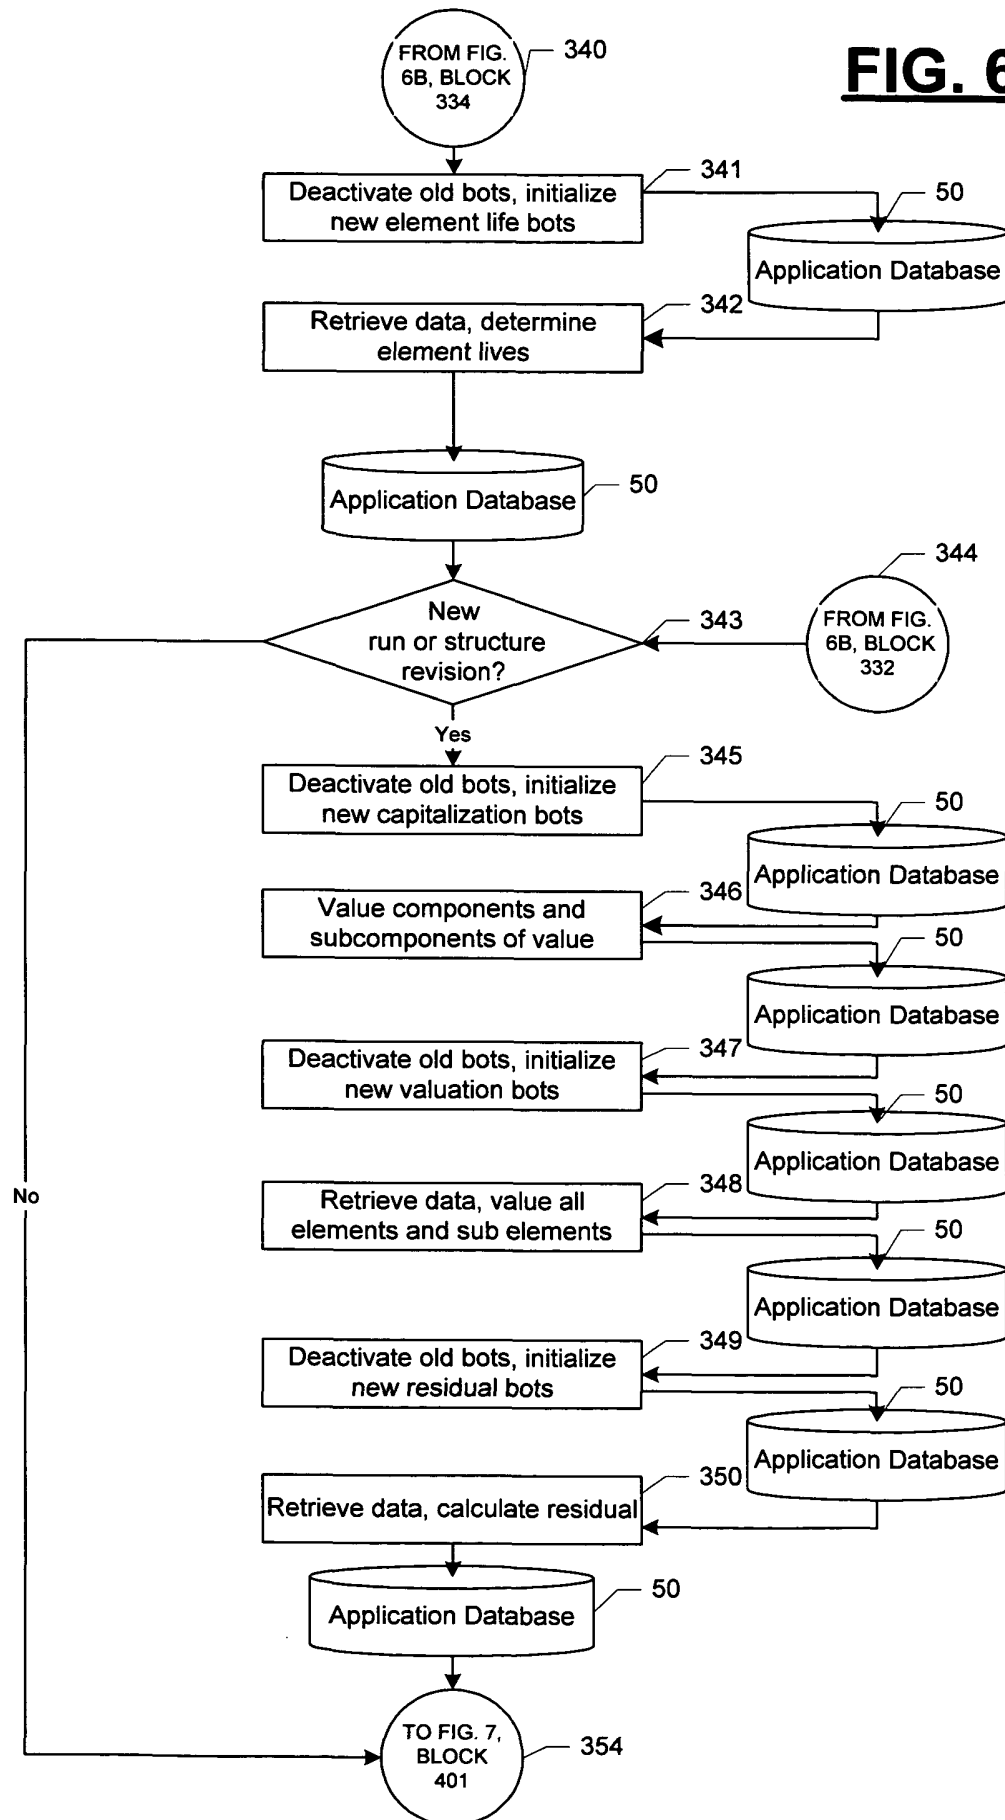 FROM FIG.
6B, BLOCK
334
340
FIG. 6
341
Deactivate old bots, initialize
new element life bots
50
Application Database
342
Retrieve data, determine
element lives
Application Database
50
344
New
run or structure
revision?
343
FROM FIG.
6B, BLOCK
332
Yes
345
Deactivate old bots, initialize
new capitalization bots
50
Application Database
346
Value components and
subcomponents of value
50
Application Database
347
Deactivate old bots, initialize
new valuation bots
50
Application Database
No
348
Retrieve data, value all
elements and sub elements
50
Application Database
349
Deactivate old bots, initialize
new residual bots
50
Application Database
350
Retrieve data, calculate residual
50
Application Database
TO FIG. 7,
BLOCK
401
354